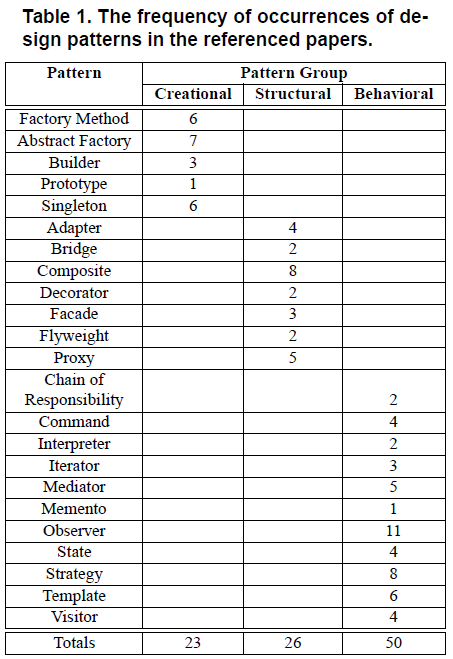 Table 1. The frequency of occurrences of de-
sign patterns in the referenced papers.
Pattern Pattern Group
Creational Structural Behavioral
Factory Method 6
Abstract Factory 7
Builder 3
Prototype 1
Singleton 6
Adapter 4
Bridge 2
Composite 8
Decorator 2
Facade 3
Flyweight 2
Proxy 5
Chain of
Responsibility 2
Command 4
Interpreter 2
Iterator 3
Mediator 5
Memento 1
Observer 11
State 4
Strategy 8
Template 6
Visitor 4
Totals 23 26 50